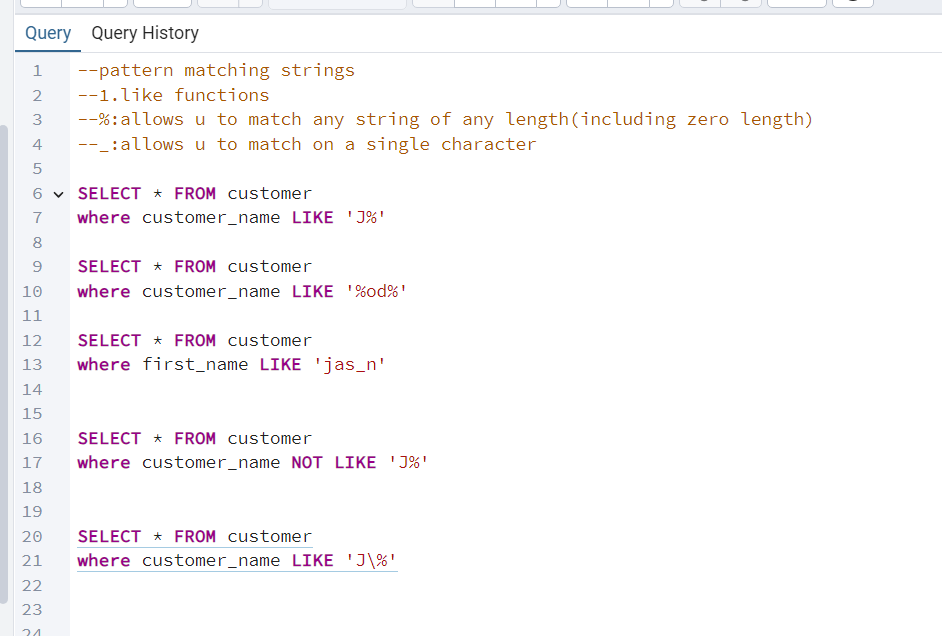 Query Query History
1 --pattern matching strings
2 --1.like functions
3 --%:allows u to match any string of any length(including zero length)
4 --_:allows u to match on a single character
5
6 SELECT * FROM customer
7 where customer_name LIKE 'J%'
8
9 SELECT * FROM customer
10 where customer_name LIKE '%od%'
11
12 SELECT * FROM customer
13 where first_name LIKE 'jas_n'
14
15
16 SELECT * FROM customer
17 where customer_name NOT LIKE 'J%'
18
19
20 SELECT * FROM customer
21 where customer_name LIKE 'J\%'
22
23
24